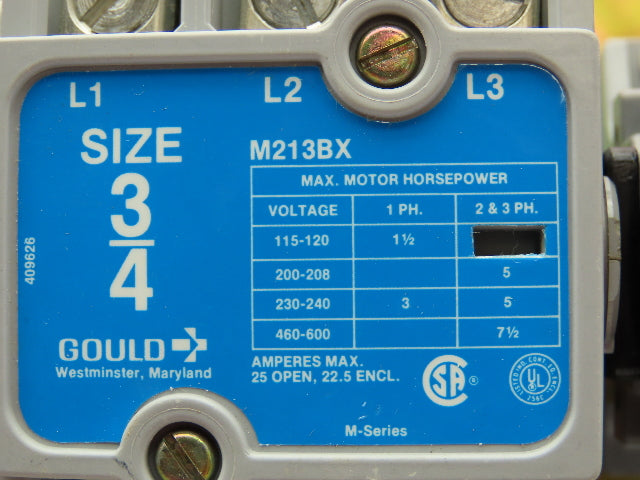 L1 L2 L3
SIZE
3/4
M213BX
MAX. MOTOR HORSEPOWER
VOLTAGE 1 PH. 2 & 3 PH.
115-120 1½
200-208 5
230-240 3 5
460-600 7½
409626
GOULD
Westminster, Maryland
AMPERES MAX.
25 OPEN, 22.5 ENCL.
CSA ®
UL
M-Series